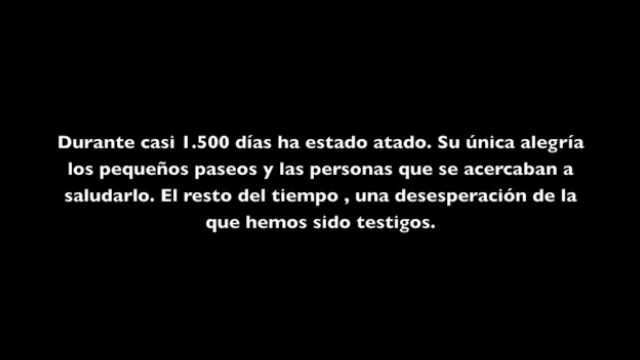 Durante casi 1.500 días ha estado atado. Su única alegría
los pequeños paseos y las personas que se acercaban a
saludarlo. El resto del tiempo , una desesperación de la
que hemos sido testigos.